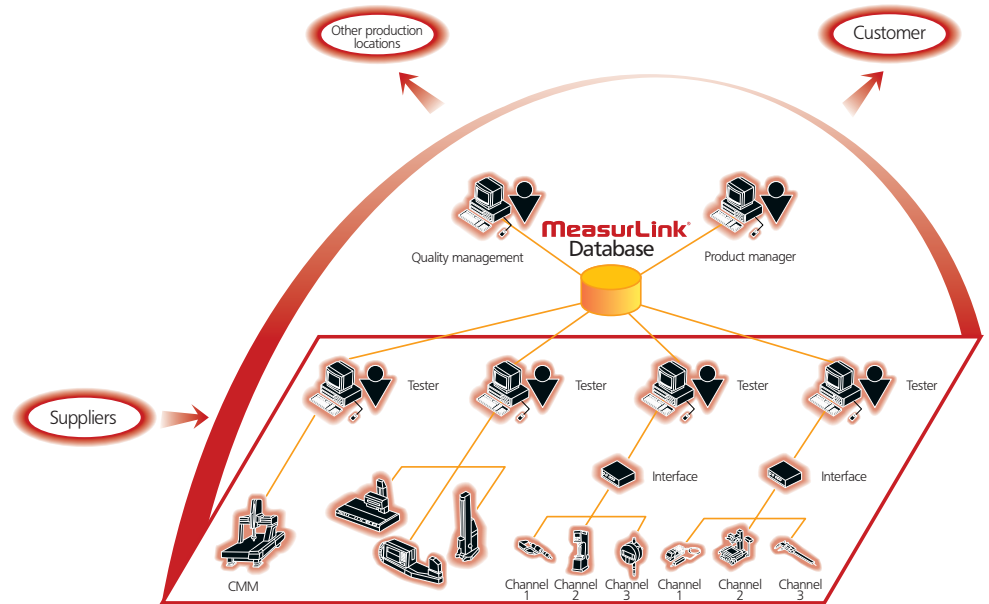 Other production
locations
Customer
MeasurLink®
Database
Quality management
Product manager
Tester
Tester
Tester
Tester
Suppliers
Interface
Interface
CMM
Channel
1
Channel
2
Channel
3
Channel
1
Channel
2
Channel
3